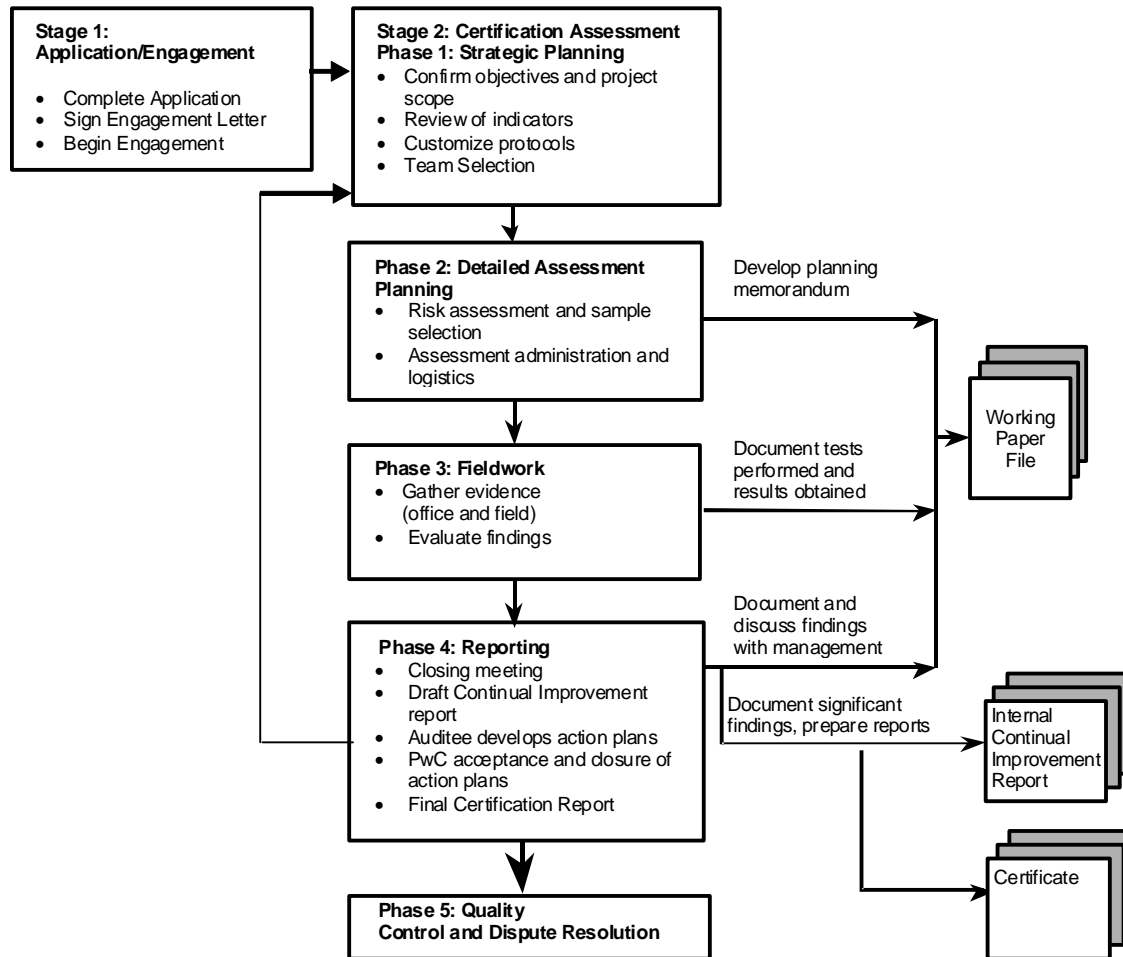 Stage 1:
Application/Engagement
• Complete Application
• Sign Engagement Letter
• Begin Engagement
Stage 2: Certification Assessment
Phase 1: Strategic Planning
• Confirm objectives and project
scope
• Review of indicators
• Customize protocols
• Team Selection
Phase 2: Detailed Assessment
Planning
• Risk assessment and sample
selection
• Assessment administration and
logistics
Develop planning
memorandum
Working
Paper
File
Phase 3: Fieldwork
• Gather evidence
(office and field)
• Evaluate findings
Document tests
performed and
results obtained
Phase 4: Reporting
• Closing meeting
• Draft Continual Improvement
report
• Auditee develops action plans
• PwC acceptance and closure of
action plans
• Final Certification Report
Document and
discuss findings
with management
Document significant
findings, prepare reports
Internal
Continual
Improvement
Report
Certificate
Phase 5: Quality
Control and Dispute Resolution